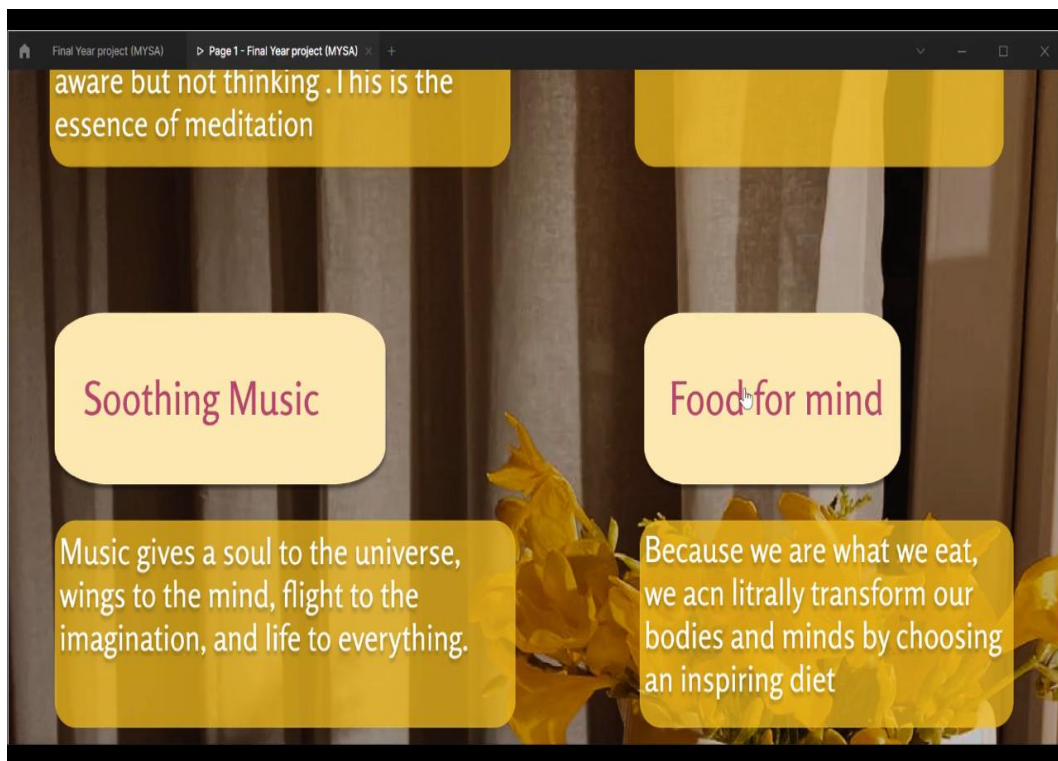 Final Year project (MYSA)
Page 1 - Final Year project (MYSA)
aware but not thinking .This is the
essence of meditation
Soothing Music
Food for mind
Music gives a soul to the universe,
wings to the mind, flight to the
imagination, and life to everything.
Because we are what we eat,
we acn litrally transform our
bodies and minds by choosing
an inspiring diet